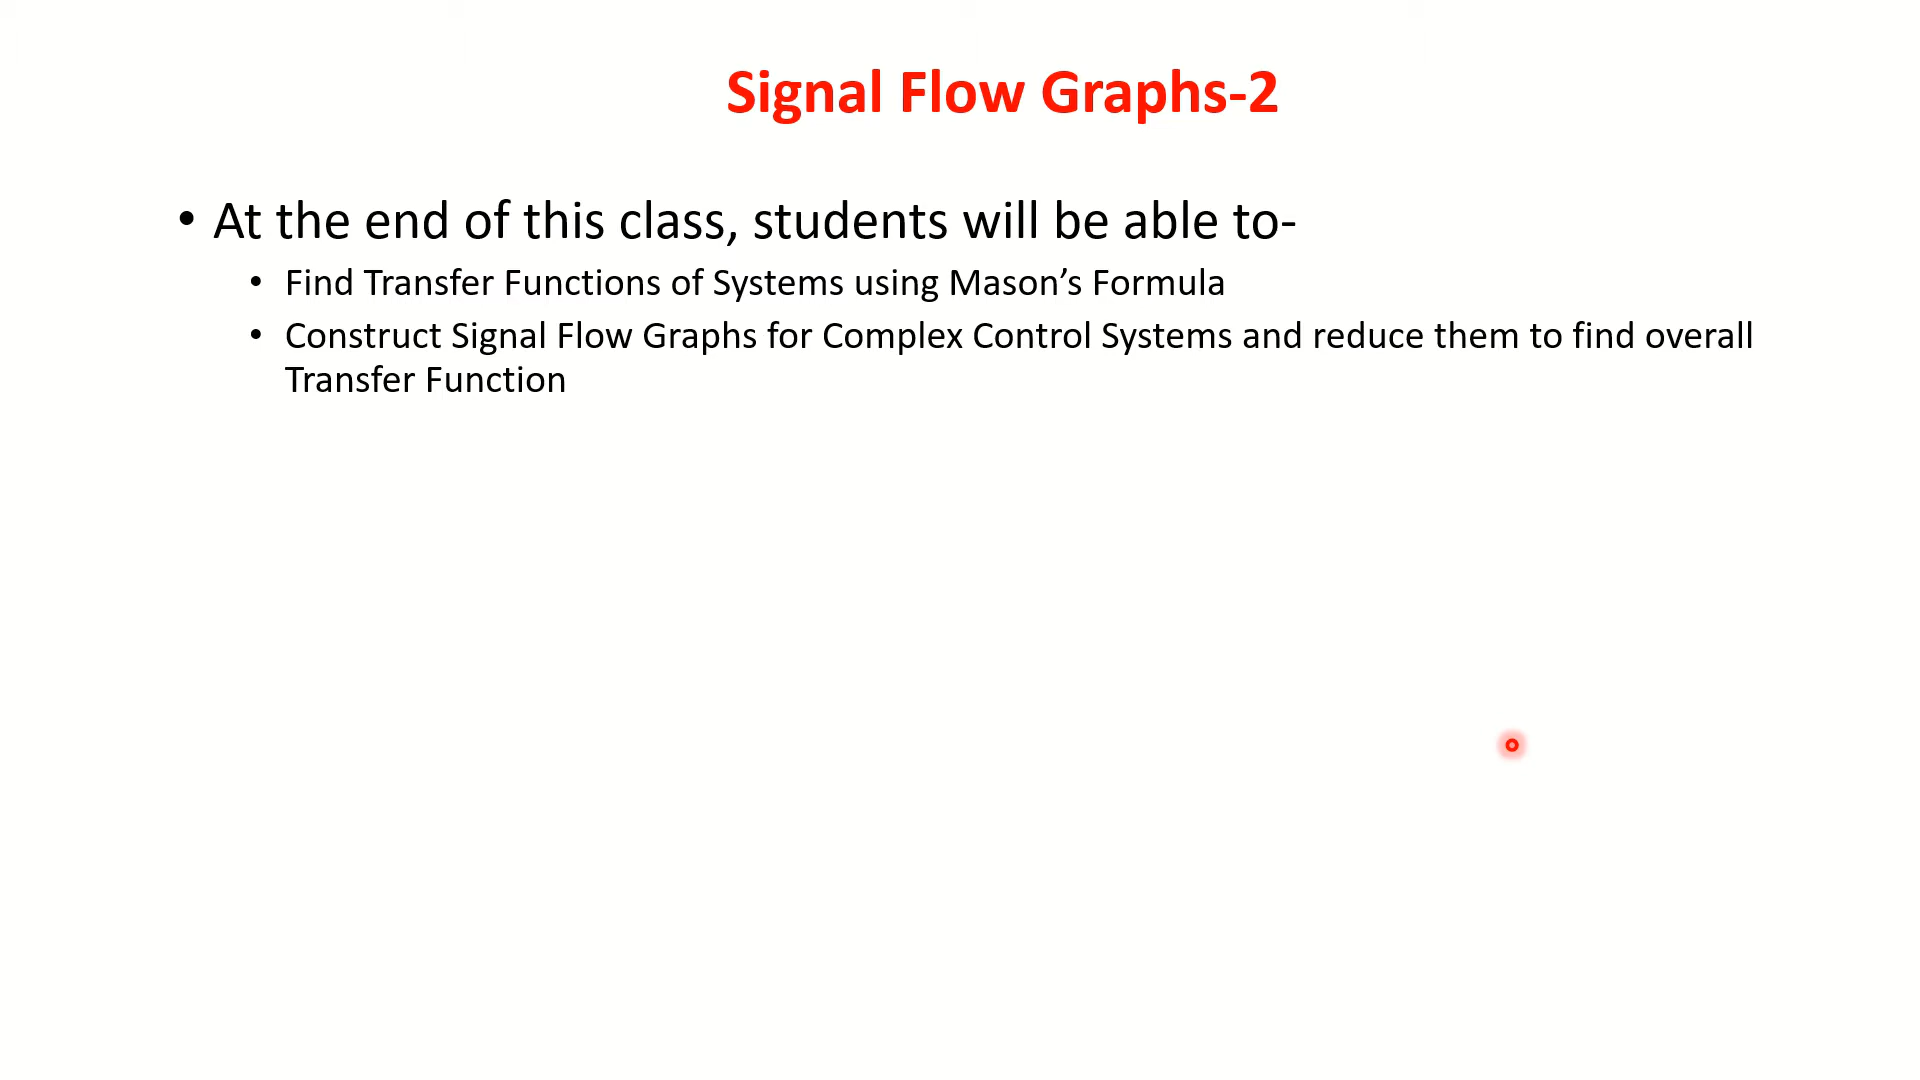 Signal Flow Graphs-2
• At the end of this class, students will be able to-
• Find Transfer Functions of Systems using Mason’s Formula
• Construct Signal Flow Graphs for Complex Control Systems and reduce them to find overall
Transfer Function